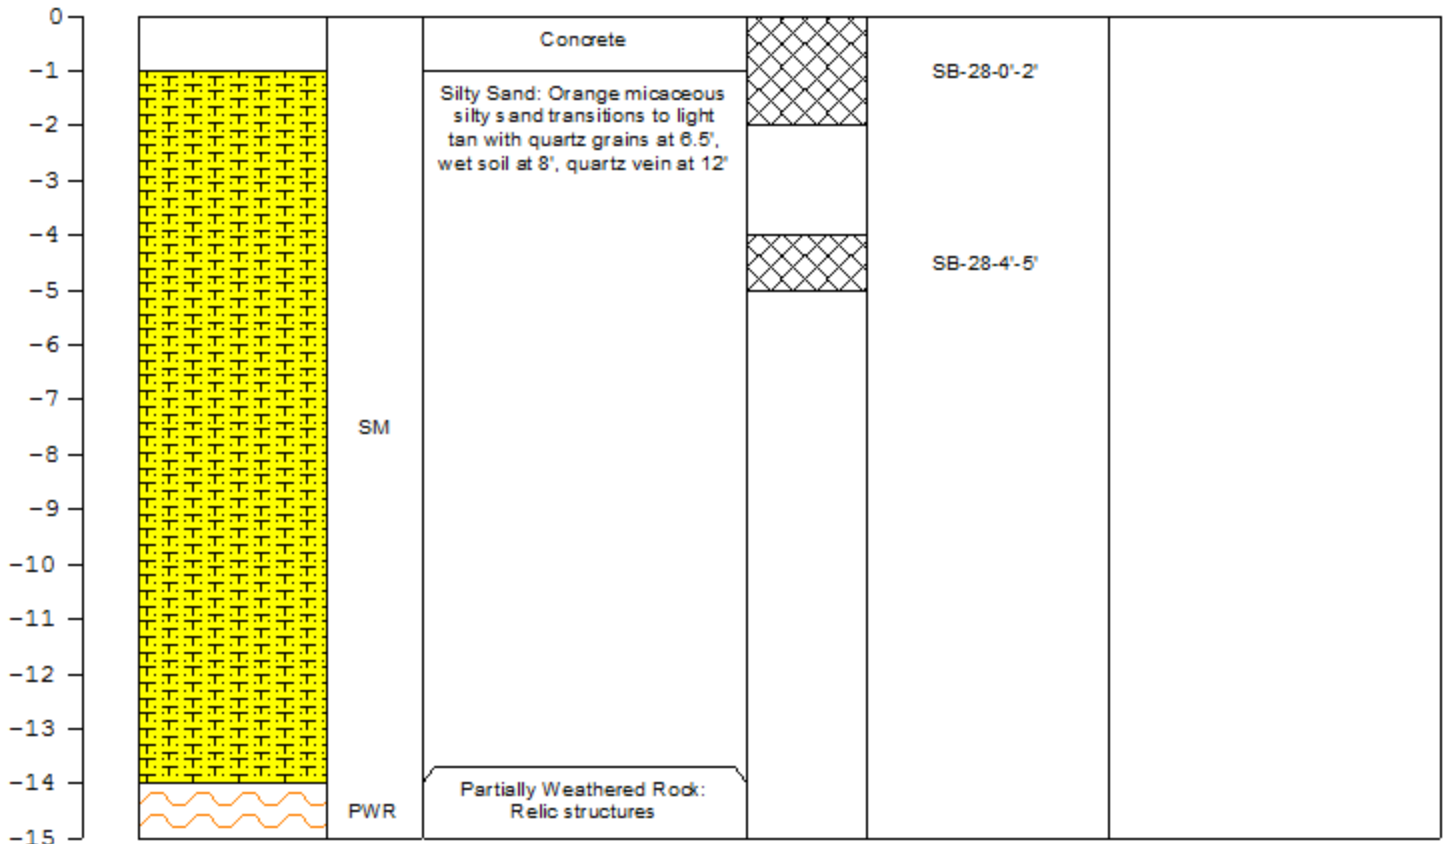 0
Concrete
-1
SB-28-0'-2'
Silty Sand: Orange micaceous
silty sand transitions to light
tan with quartz grains at 6.5',
wet soil at 8', quartz vein at 12'
-2
-3
-4
SB-28-4'-5'
-5
-6
-7
SM
-8
-9
-10
-11
-12
-13
-14
Partially Weathered Rock:
Relic structures
PWR
-15